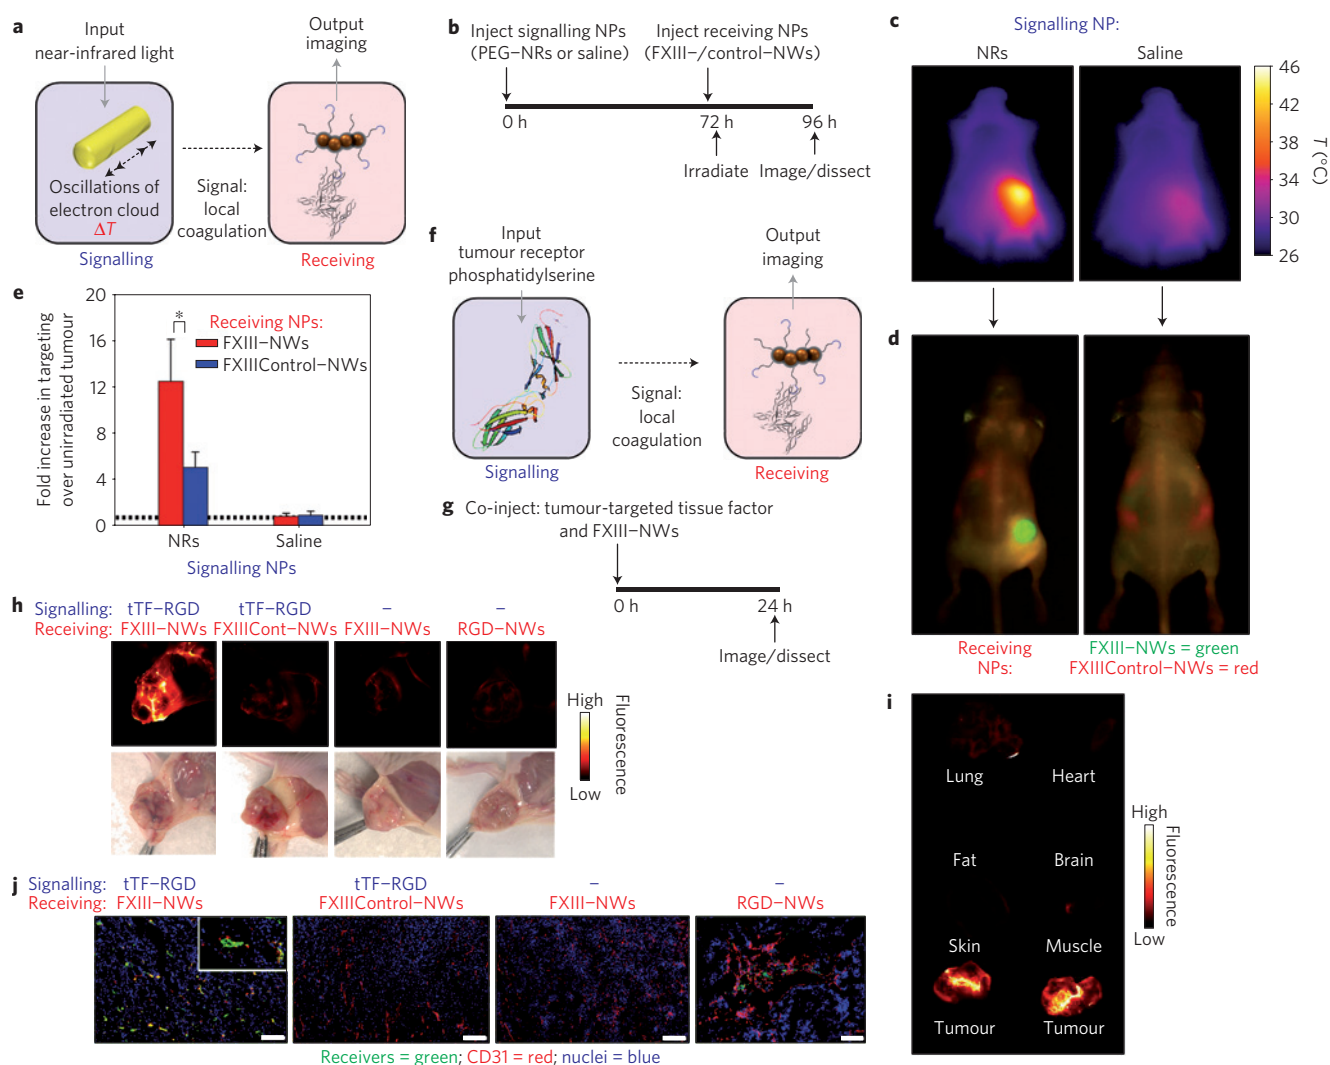 a
Input
near-infrared light
Output
imaging
Oscillations of
electron cloud
ΔT
Signal:
local
coagulation
Signalling
Receiving
b
Inject signalling NPs
(PEG–NRs or saline)
Inject receiving NPs
(FXIII–/control–NWs)
0 h
72 h
96 h
Irradiate
Image/dissect
c
Signalling NP:
NRs
Saline
46
42
38
34
30
26
T (°C)
d
Receiving
NPs:
FXIII–NWs = green
FXIIIControl–NWs = red
e
Fold increase in targeting
over unirradiated tumour
20
16
12
8
4
0
*
Receiving NPs:
FXIII–NWs
FXIIIControl–NWs
NRs
Saline
Signalling NPs
f
Input
tumour receptor
phosphatidylserine
Output
imaging
Signal:
local
coagulation
Signalling
Receiving
g Co-inject: tumour-targeted tissue factor
and FXIII–NWs
0 h
24 h
Image/dissect
h
Signalling: tTF–RGD tTF–RGD – –
Receiving: FXIII–NWs FXIIICont–NWs FXIII–NWs RGD–NWs
High
Low
Fluorescence
i
Lung Heart
Fat Brain
Skin Muscle
Tumour Tumour
High
Low
Fluorescence
j
Signalling: tTF–RGD tTF–RGD – –
Receiving: FXIII–NWs FXIIIControl–NWs FXIII–NWs RGD–NWs
Receivers = green; CD31 = red; nuclei = blue